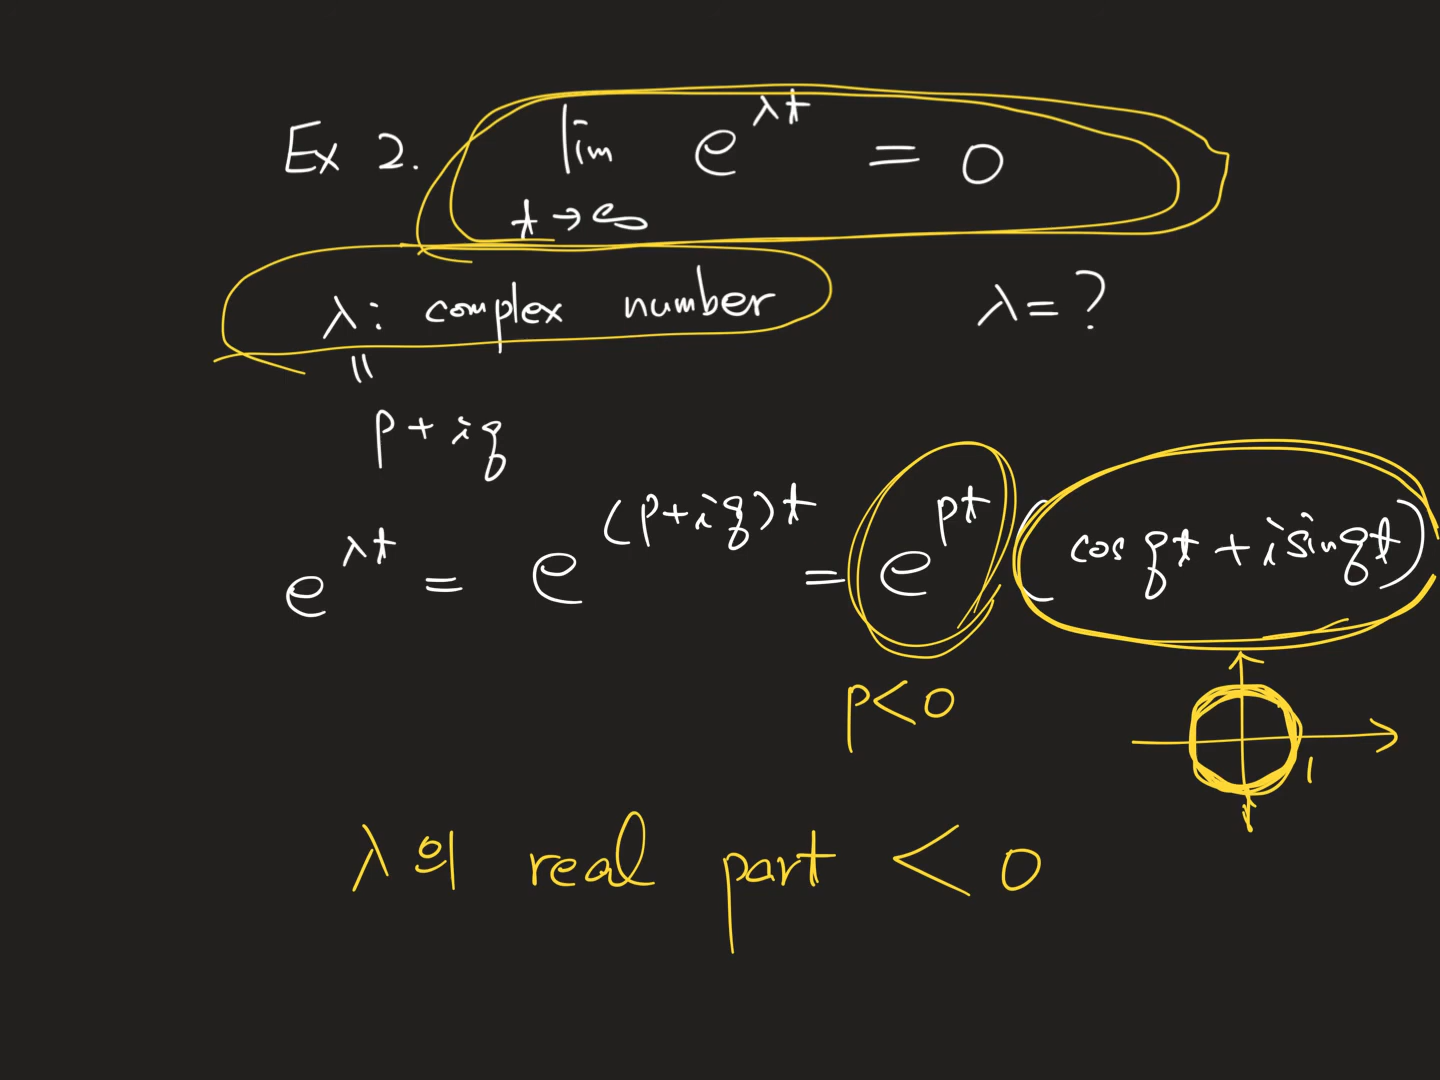 Ex 2. lim e^{λt} = 0
t→∞
λ: complex number λ = ?
=
p + iq
e^{λt} = e^{(p+iq)t} = e^{pt} (cos qt + i sin qt)
p < 0
1
λ의 real part < 0